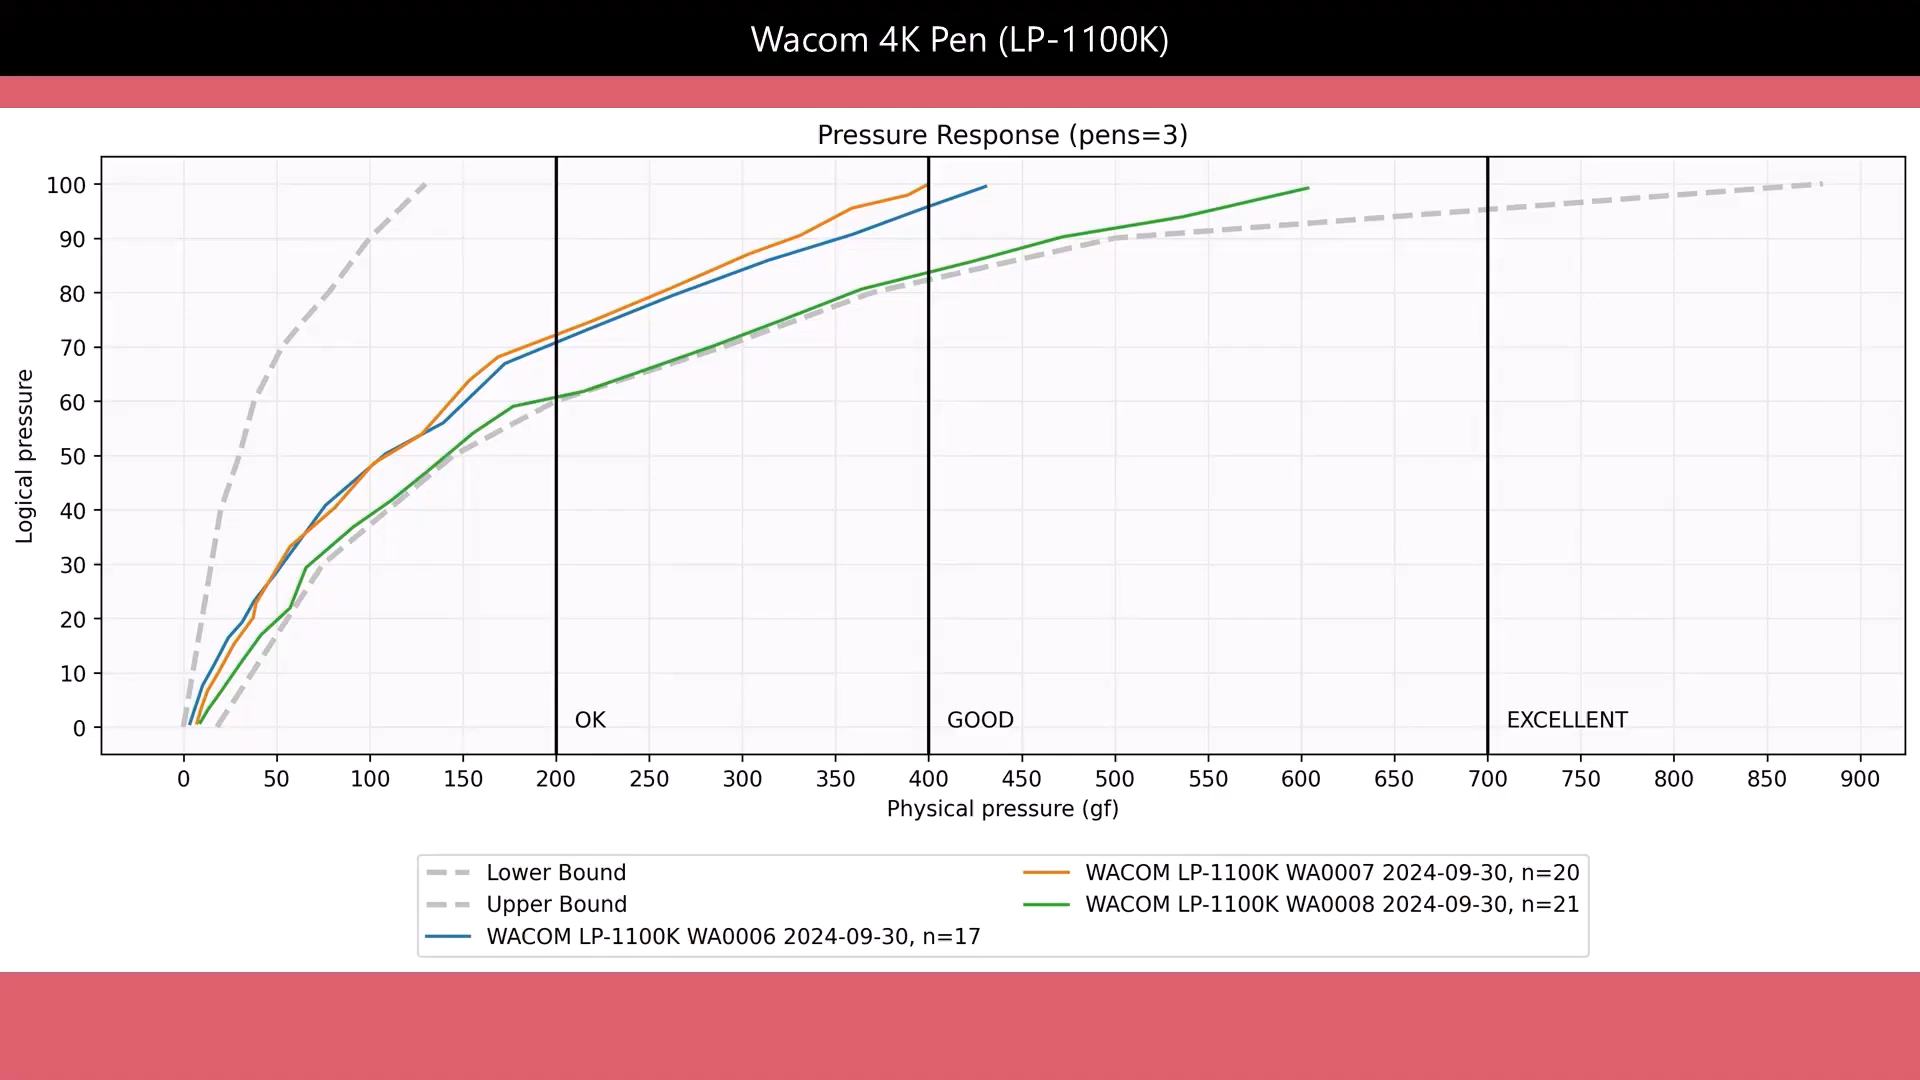 Wacom 4K Pen (LP-1100K)
Pressure Response (pens=3)
Logical pressure
100
90
80
70
60
50
40
30
20
10
0
OK
GOOD
EXCELLENT
0 50 100 150 200 250 300 350 400 450 500 550 600 650 700 750 800 850 900
Physical pressure (gf)
Lower Bound
Upper Bound
WACOM LP-1100K WA0006 2024-09-30, n=17
WACOM LP-1100K WA0007 2024-09-30, n=20
WACOM LP-1100K WA0008 2024-09-30, n=21